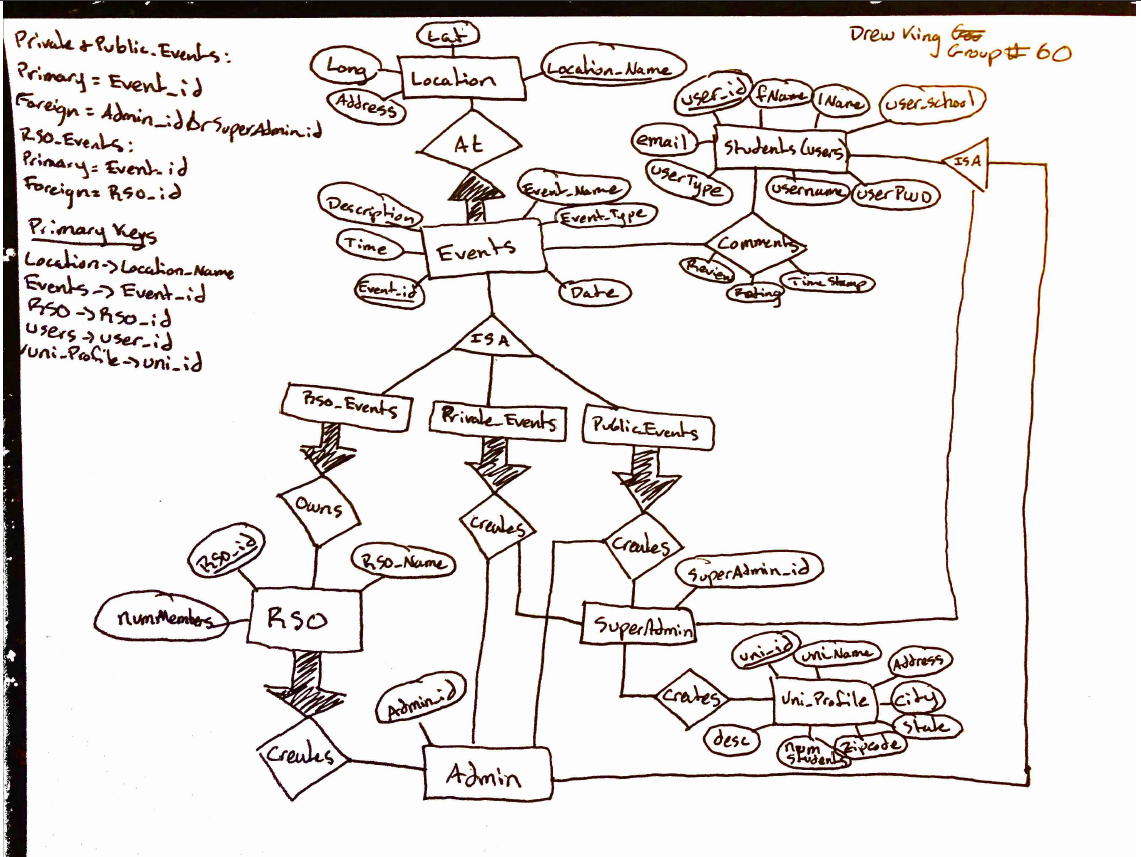 Private & Public Events:
Primary = Event_id
Foreign = Admin_id or SuperAdmin_id
RSO_Events:
Primary = Event_id
Foreign = RSO_id
Primary Keys
Location -> Location_Name
Events -> Event_id
RSO -> RSO_id
users -> user_id
uni_Profile -> uni_id
Drew King
Group # 60
Lat
Long
Location
Location_Name
Address
At
user_id
fName
lName
user_school
email
Students (users)
ISA
userType
username
userPWD
Description
Event_Name
Event_Type
Time
Events
Event_id
Date
Comments
Review
Rating
Time Stamp
ISA
RSO_Events
Private_Events
Public_Events
Owns
Creates
Creates
RSO_id
RSO_Name
numMembers
RSO
SuperAdmin_id
SuperAdmin
Creates
uni_id
uniName
Address
Uni_Profile
City
State
desc
num Students
Zipcode
Admin_id
Creates
Admin